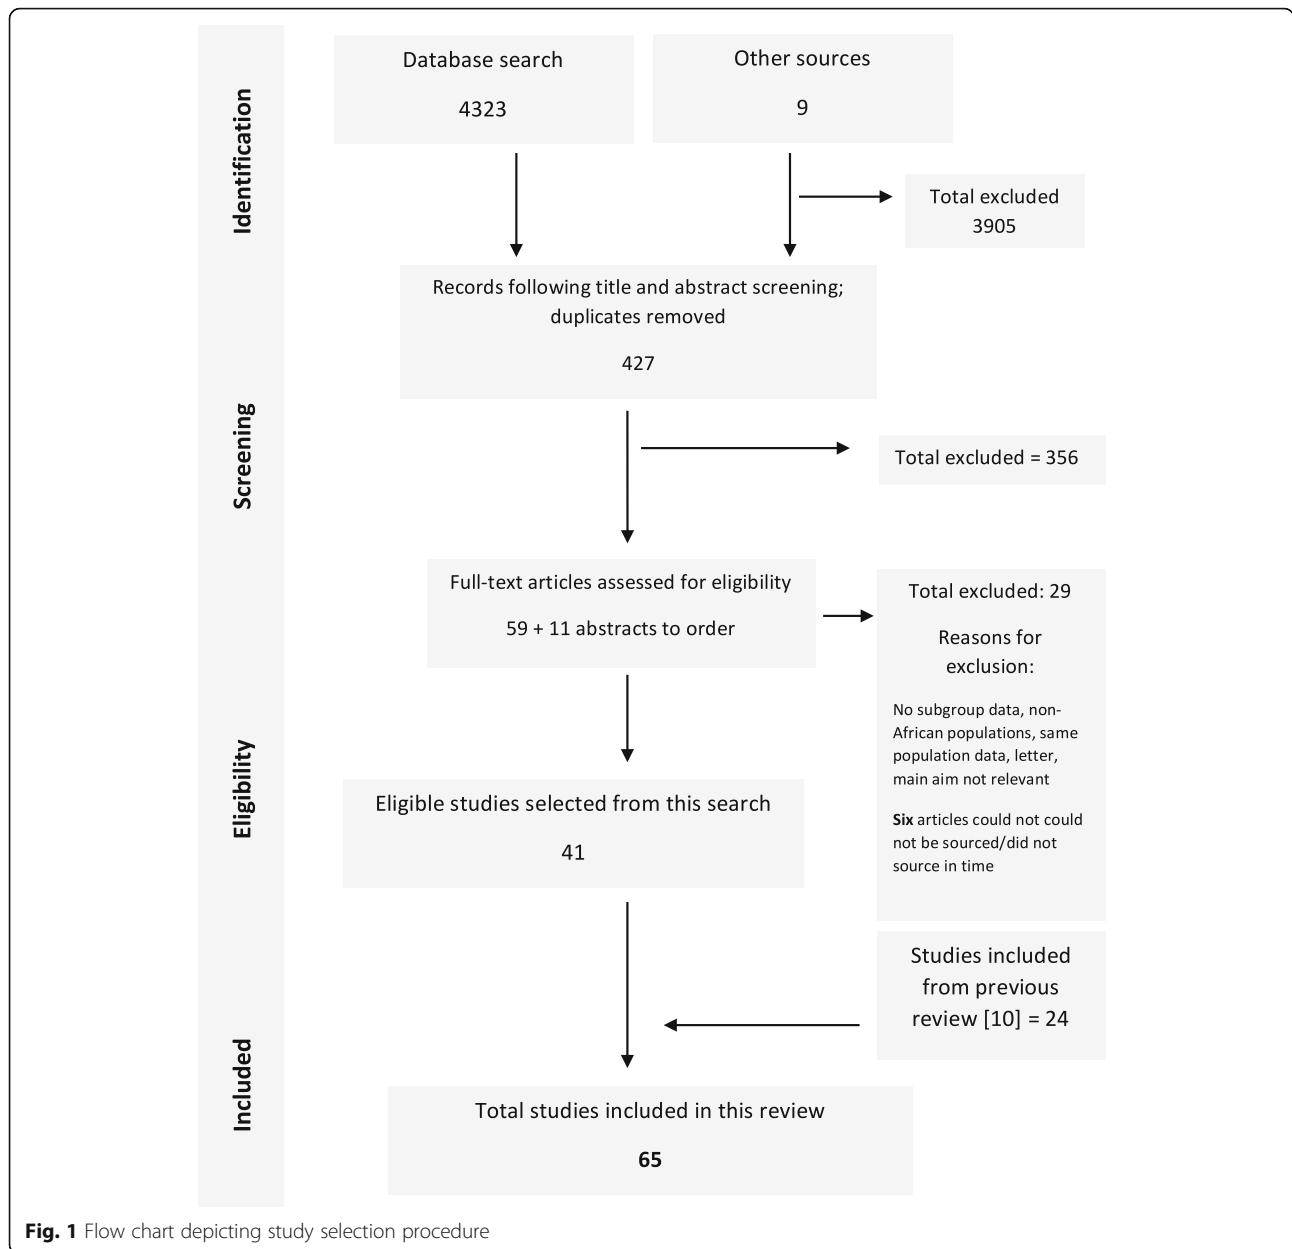 Identification
Database search
4323
Other sources
9
Total excluded
3905
Records following title and abstract screening;
duplicates removed
427
Screening
Total excluded = 356
Full-text articles assessed for eligibility
59 + 11 abstracts to order
Total excluded: 29
Reasons for
exclusion:
No subgroup data, non-
African populations, same
population data, letter,
main aim not relevant
Six articles could not could
not be sourced/did not
source in time
Eligibility
Eligible studies selected from this search
41
Studies included
from previous
review [10] = 24
Included
Total studies included in this review
65
Fig. 1 Flow chart depicting study selection procedure